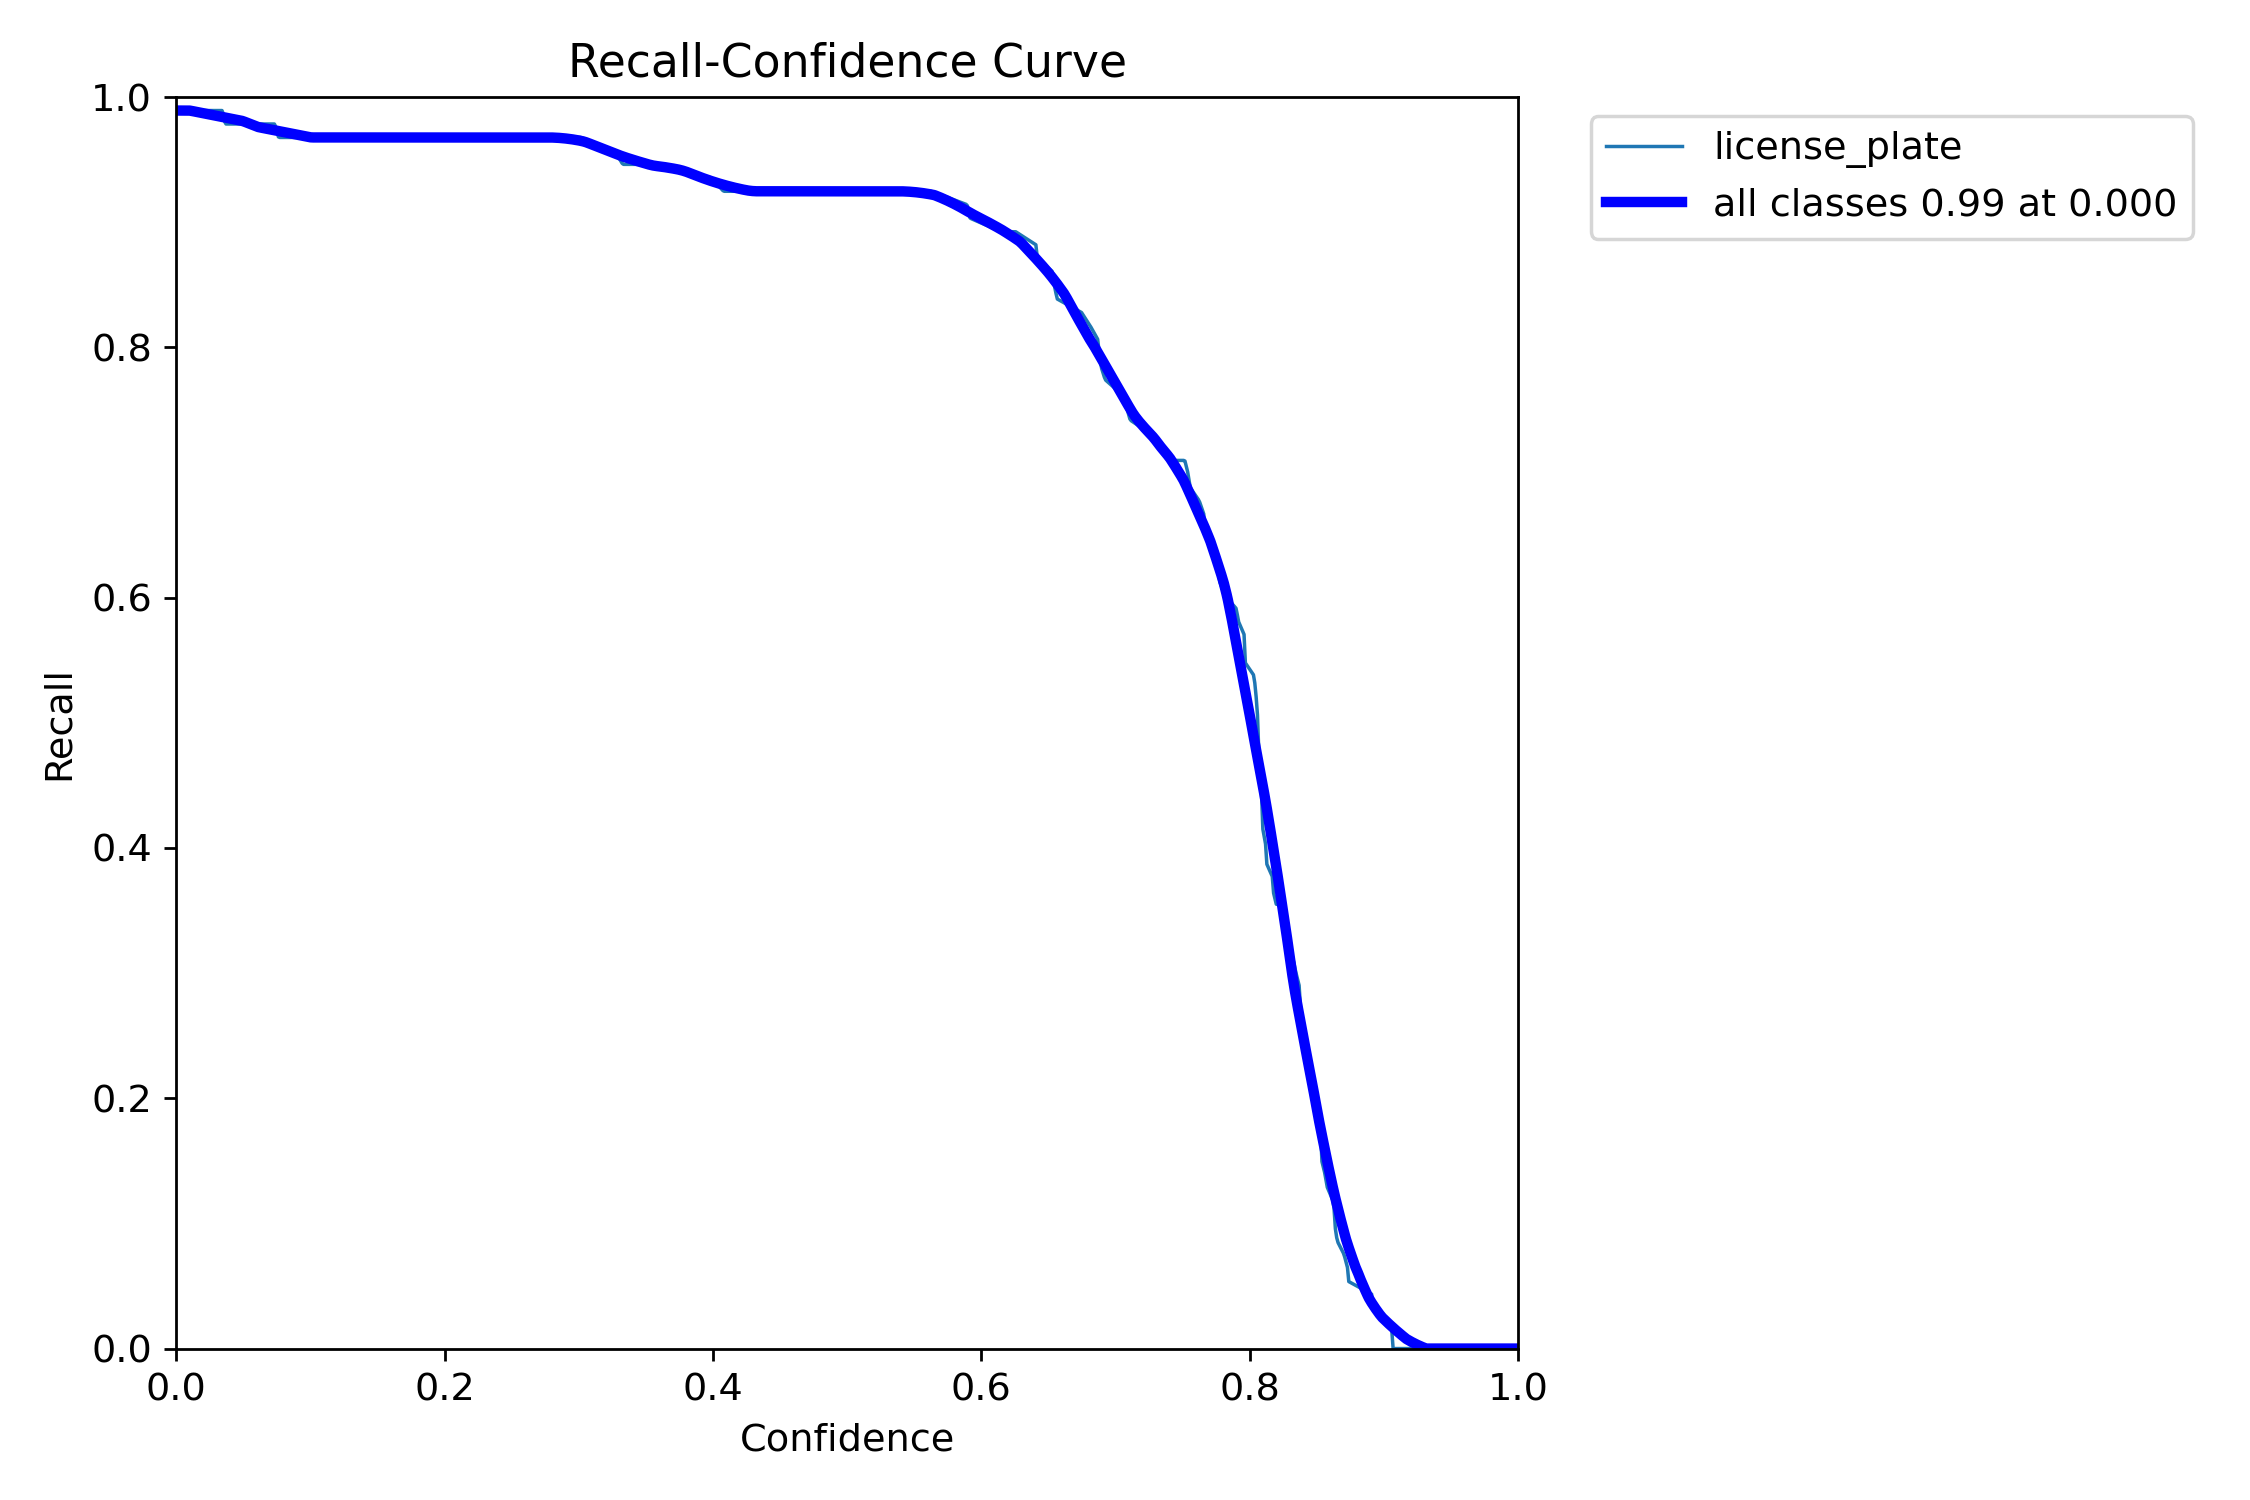 Recall-Confidence Curve
license_plate
all classes 0.99 at 0.000
1.0
0.8
0.6
0.4
0.2
0.0
Recall
0.0 0.2 0.4 0.6 0.8 1.0
Confidence